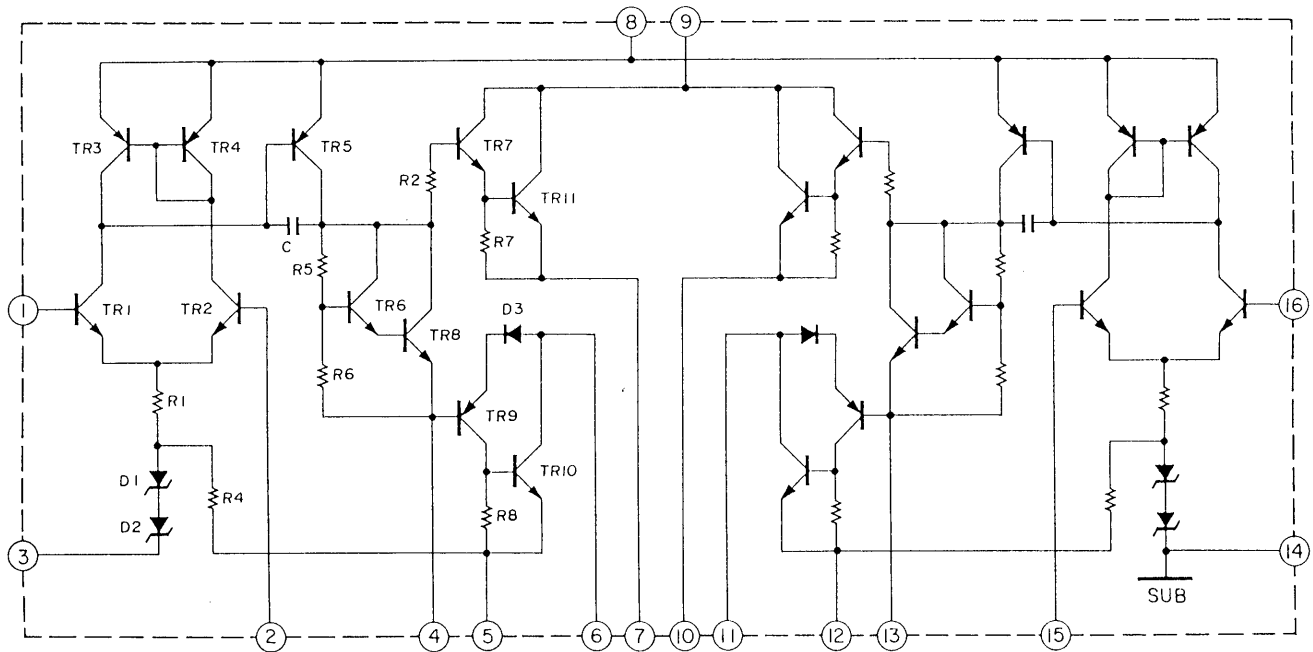 8 9
TR3 TR4 TR5 TR7
R2 TR11
C R5 R7
1 TR1 TR2 TR6 D3 16
TR8
R1 R6 TR9
D1 R4 TR10
D2 R8
3 14
SUB
2 4 5 6 7 10 11 12 13 15